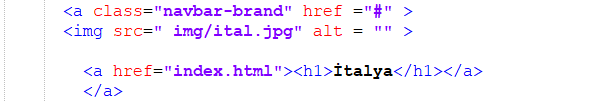 <a class="navbar-brand" href ="#" >
<img src=" img/ital.jpg" alt = "" >
<a href="index.html"><h1>İtalya</h1></a>
</a>